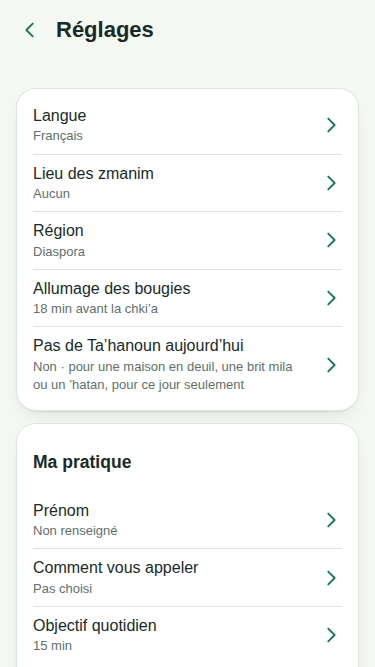 Réglages
Langue
Français
Lieu des zmanim
Aucun
Région
Diaspora
Allumage des bougies
18 min avant la chki’a
Pas de Ta’hanoun aujourd’hui
Non · pour une maison en deuil, une brit mila
ou un ’hatan, pour ce jour seulement
Ma pratique
Prénom
Non renseigné
Comment vous appeler
Pas choisi
Objectif quotidien
15 min